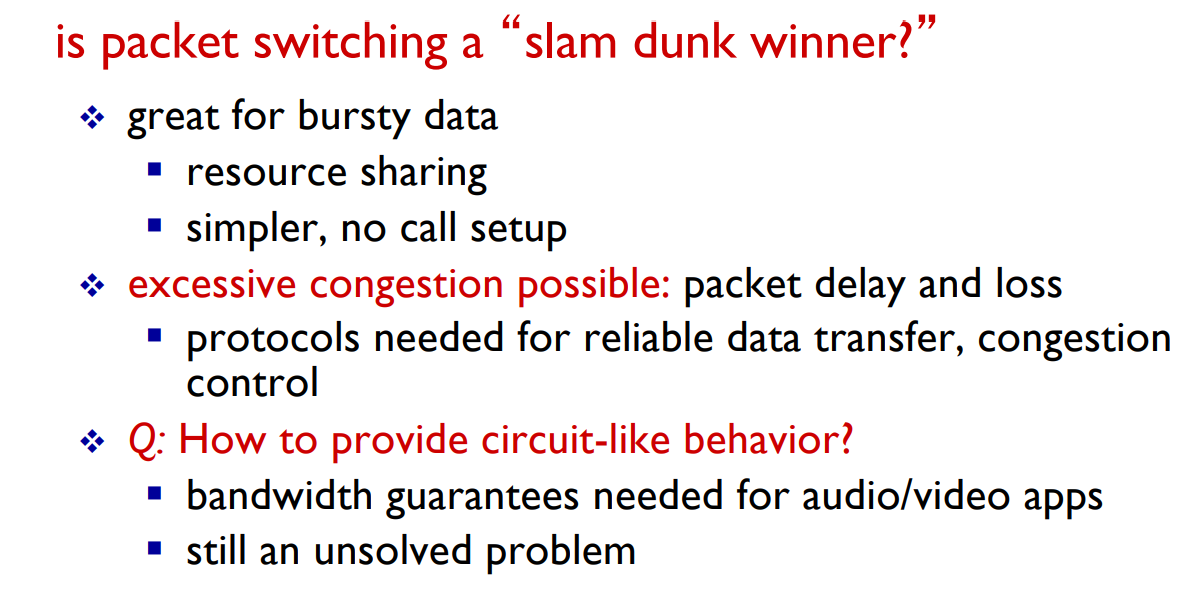 is packet switching a “slam dunk winner?”
great for bursty data
resource sharing
simpler, no call setup
excessive congestion possible: packet delay and loss
protocols needed for reliable data transfer, congestion
control
Q: How to provide circuit-like behavior?
bandwidth guarantees needed for audio/video apps
still an unsolved problem